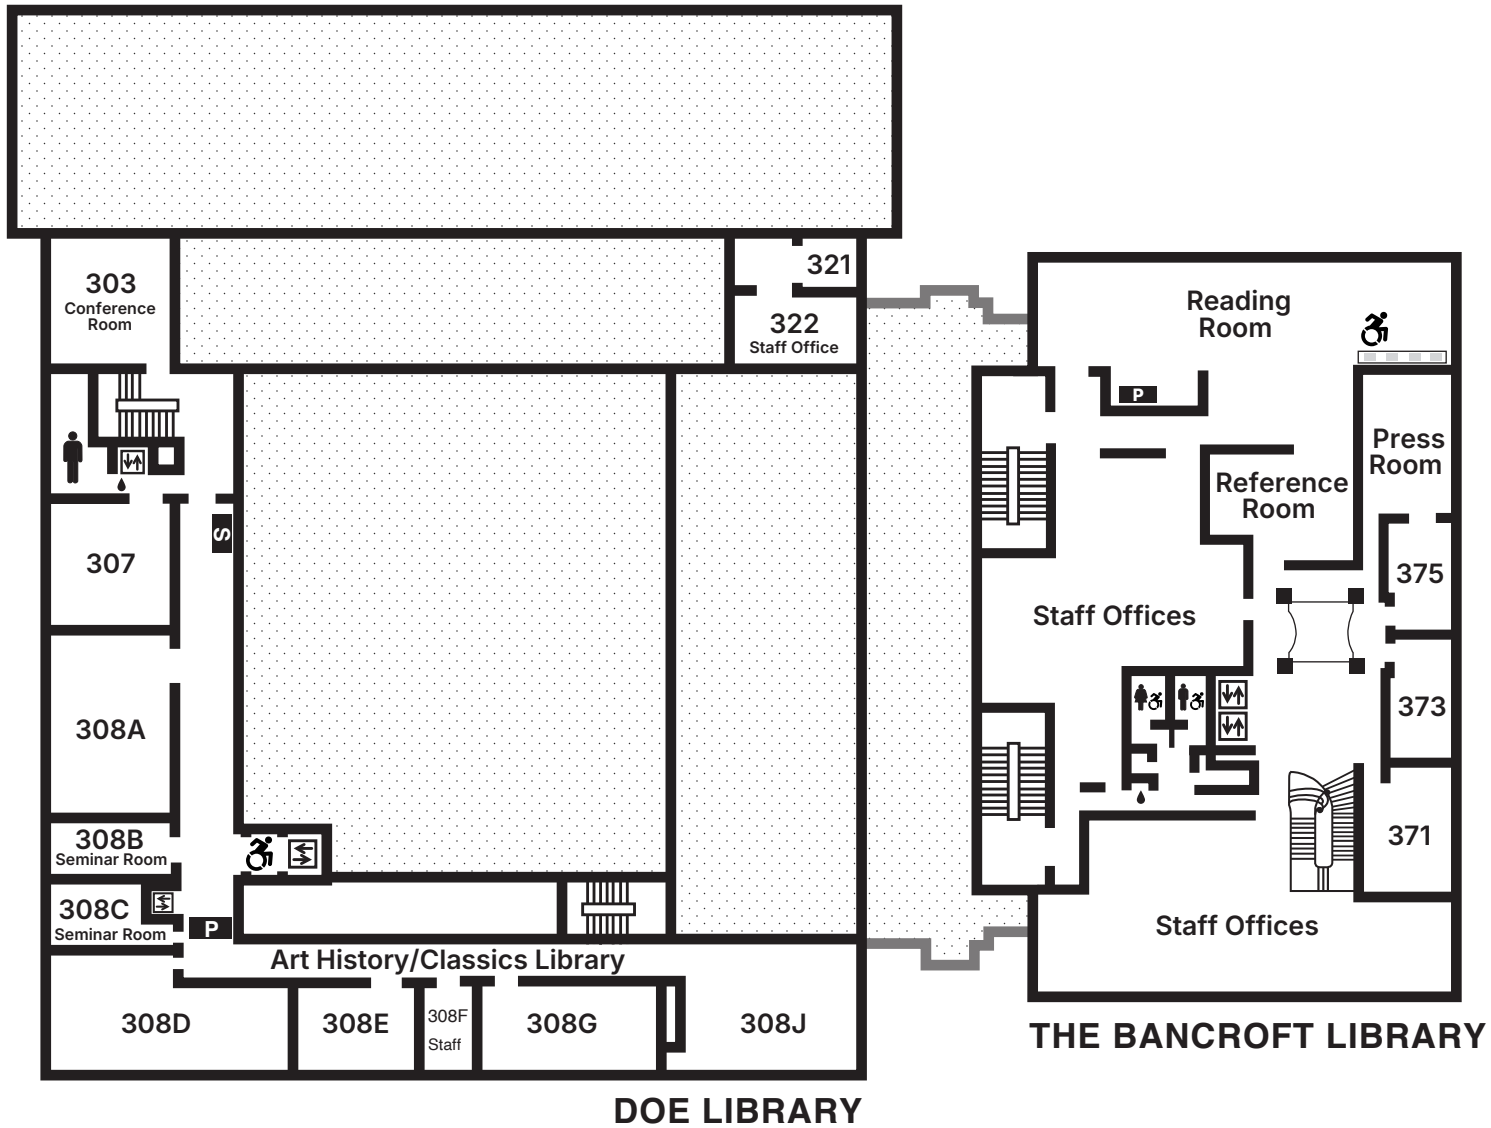 303
Conference
Room
321
322
Staff Office
Reading
Room
P
Press
Room
Reference
Room
S
307
375
Staff Offices
308A
373
308B
Seminar Room
371
308C
Seminar Room
P
Staff Offices
Art History/Classics Library
308D
308E
308F
Staff
308G
308J
THE BANCROFT LIBRARY
DOE LIBRARY